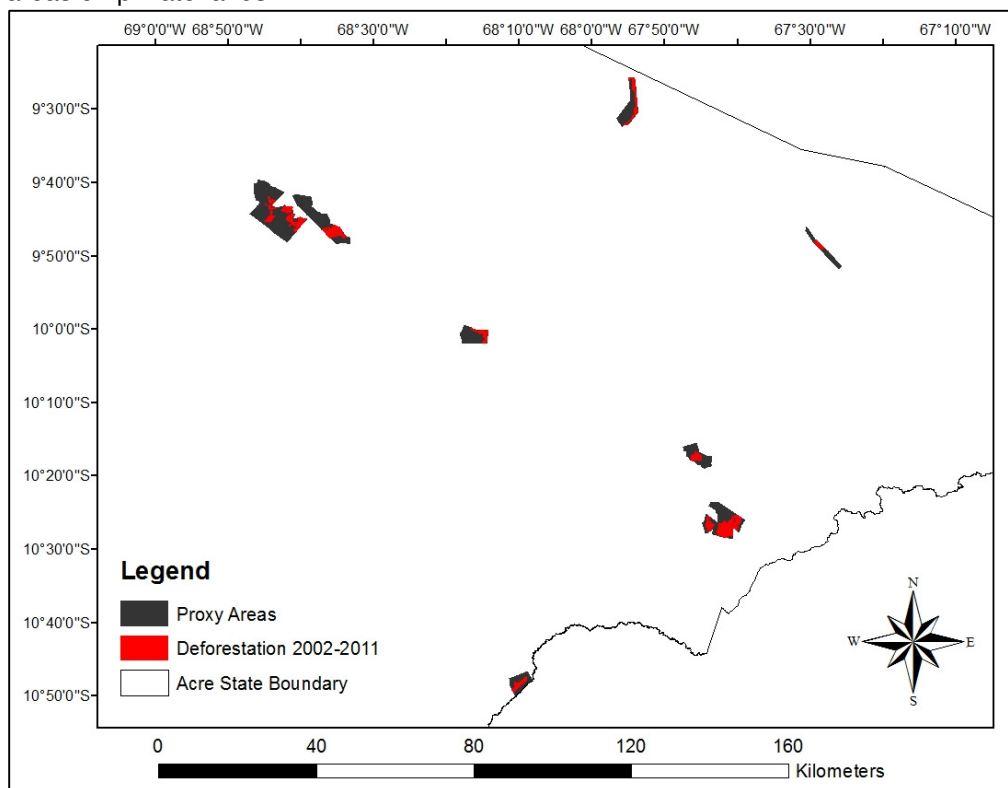 69°0'0"W 68°50'0"W 68°30'0"W 68°10'0"W 68°0'0"W 67°50'0"W 67°30'0"W 67°10'0"W
9°30'0"S
9°40'0"S
9°50'0"S
10°0'0"S
10°10'0"S
10°20'0"S
10°30'0"S
10°40'0"S
10°50'0"S
Legend
Proxy Areas
Deforestation 2002-2011
Acre State Boundary
N
W E
S
0 40 80 120 160
Kilometers